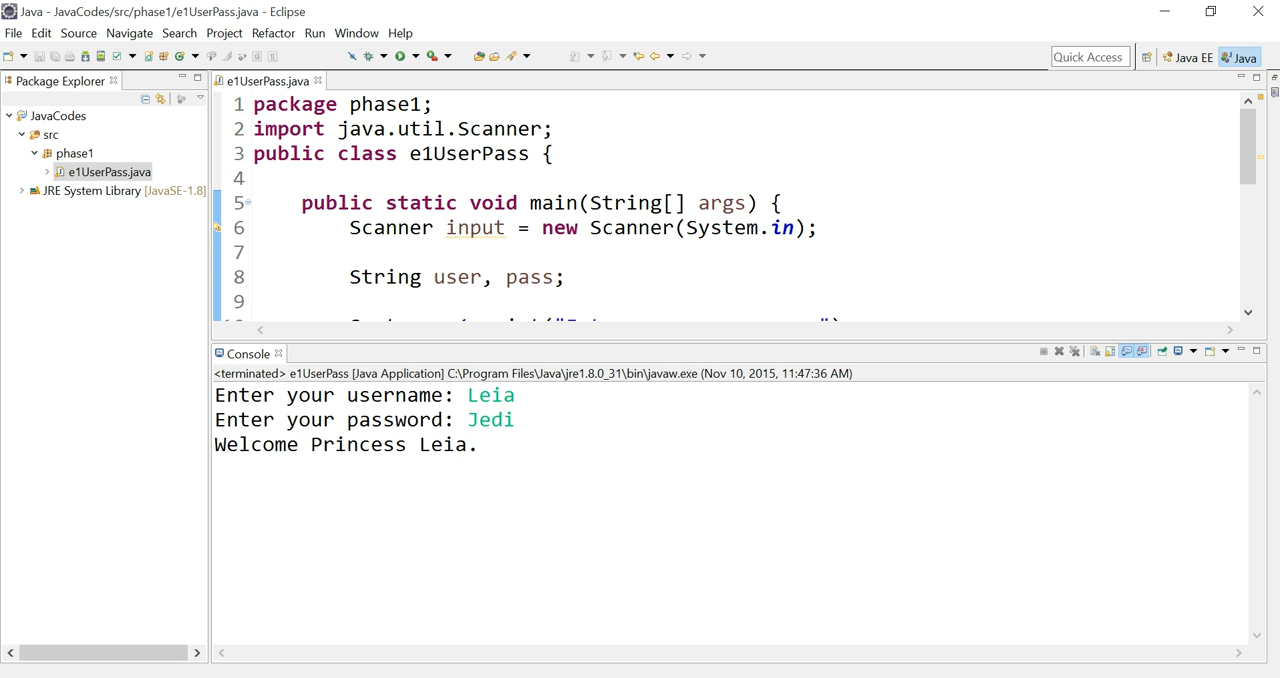 Java - JavaCodes/src/phase1/e1UserPass.java - Eclipse
File Edit Source Navigate Search Project Refactor Run Window Help
Quick Access Java EE Java
Package Explorer
JavaCodes
src
phase1
e1UserPass.java
JRE System Library [JavaSE-1.8]
e1UserPass.java
1 package phase1;
2 import java.util.Scanner;
3 public class e1UserPass {
4
5 public static void main(String[] args) {
6 Scanner input = new Scanner(System.in);
7
8 String user, pass;
9
Console
<terminated> e1UserPass [Java Application] C:\Program Files\Java\jre1.8.0_31\bin\javaw.exe (Nov 10, 2015, 11:47:36 AM)
Enter your username: Leia
Enter your password: Jedi
Welcome Princess Leia.